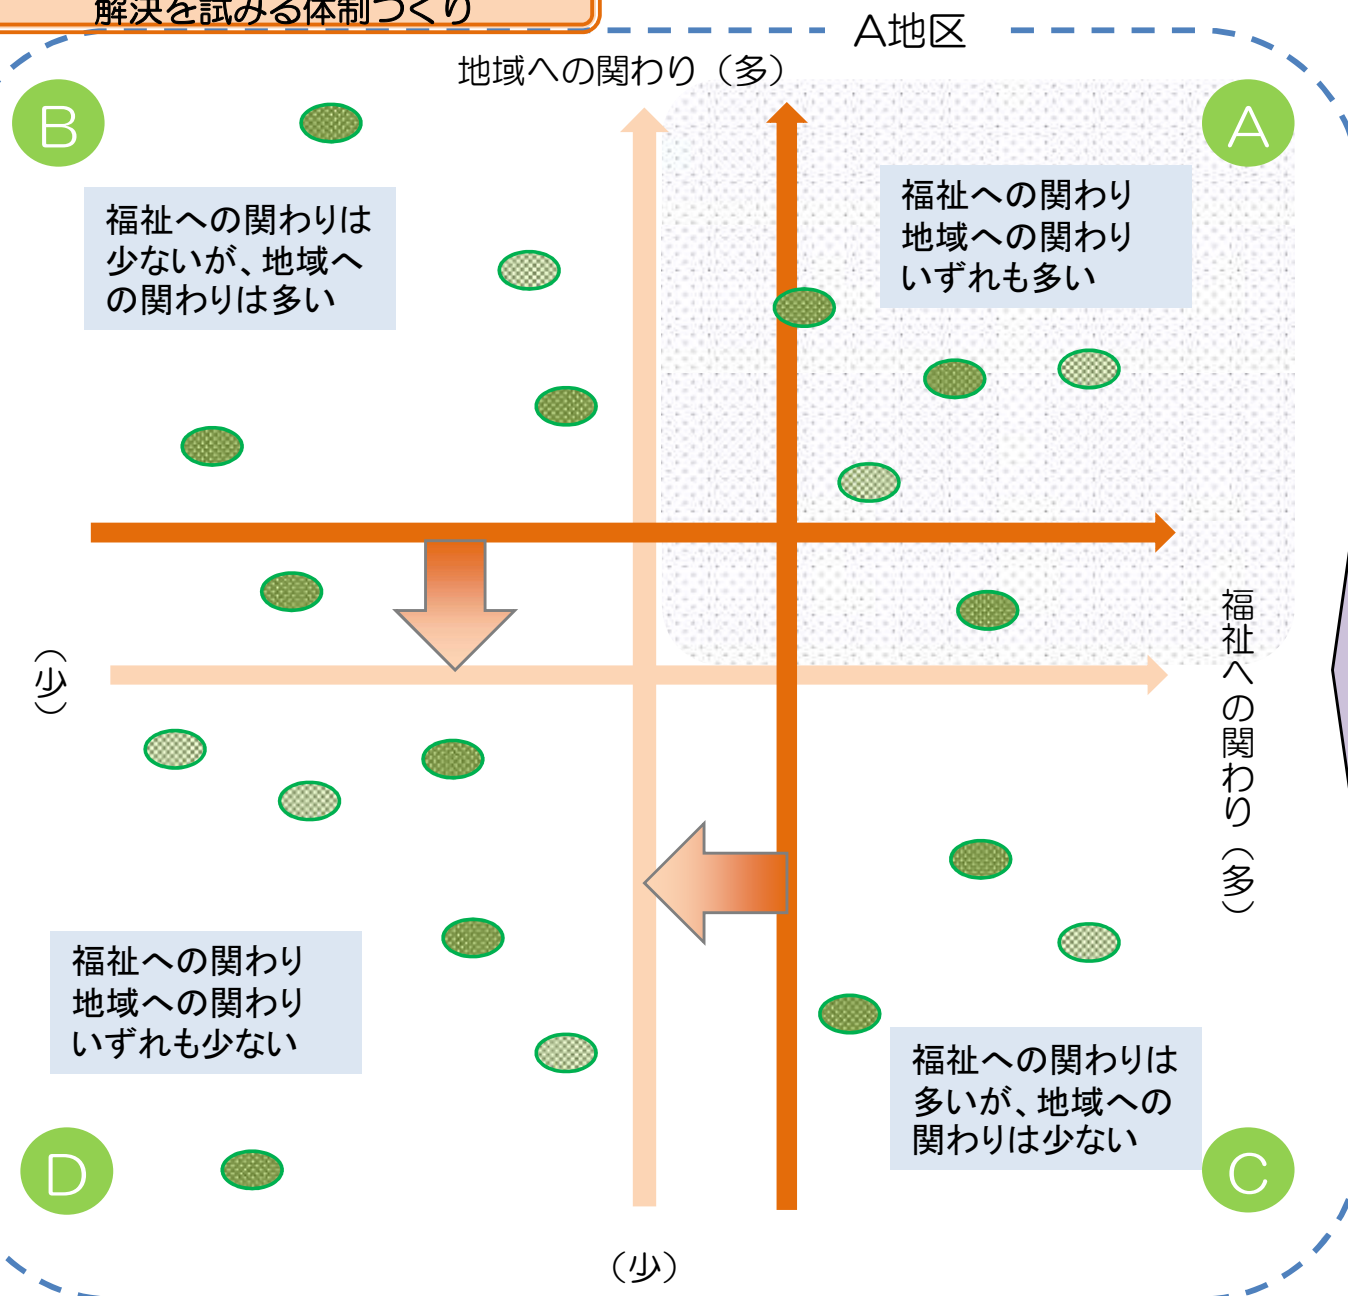 解決を試みる体制づくり
A地区
地域への関わり（多）
B
A
福祉への関わりは
少ないが、地域へ
の関わりは多い
福祉への関わり
地域への関わり
いずれも多い
（少）
福祉への関わり（多）
福祉への関わり
地域への関わり
いずれも少ない
福祉への関わりは
多いが、地域への
関わりは少ない
D
C
（少）